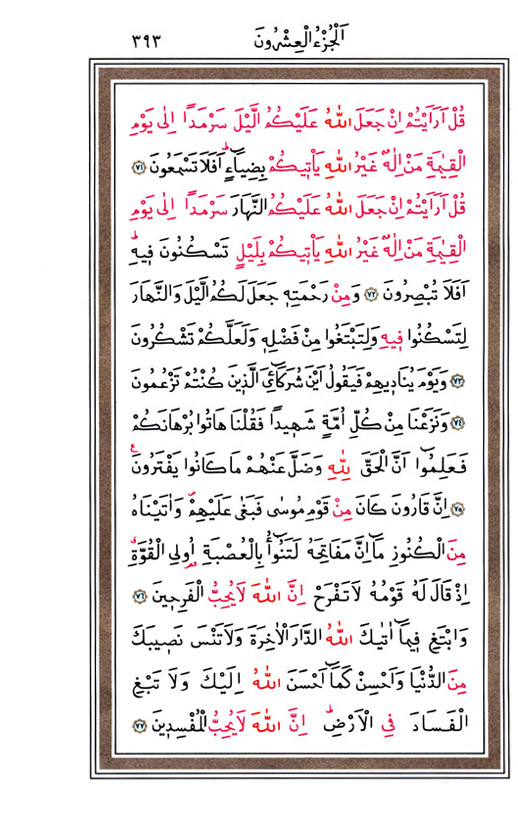 اَلْجُزْءُ الْعِشْرُونَ ٣٩٣
قُلْ اَرَاَيْتُمْ اِنْ جَعَلَ اللّٰهُ عَلَيْكُمُ الَّيْلَ سَرْمَدًا اِلٰى يَوْمِ
الْقِيٰمَةِ مَنْ اِلٰهٌ غَيْرُ اللّٰهِ يَأْت۪يكُمْ بِضِيَٓاءٍۜ اَفَلَا تَسْمَعُونَ ﴿٧١﴾
قُلْ اَرَاَيْتُمْ اِنْ جَعَلَ اللّٰهُ عَلَيْكُمُ النَّهَارَ سَرْمَدًا اِلٰى يَوْمِ
الْقِيٰمَةِ مَنْ اِلٰهٌ غَيْرُ اللّٰهِ يَأْت۪يكُمْ بِلَيْلٍ تَسْكُنُونَ ف۪يهِۜ
اَفَلَا تُبْصِرُونَ ﴿٧٢﴾ وَمِنْ رَحْمَتِه۪ جَعَلَ لَكُمُ الَّيْلَ وَالنَّهَارَ
لِتَسْكُنُوا ف۪يهِ وَلِتَبْتَغُوا مِنْ فَضْلِه۪ وَلَعَلَّكُمْ تَشْكُرُونَ
﴿٧٣﴾ وَيَوْمَ يُنَاد۪يهِمْ فَيَقُولُ اَيْنَ شُرَكَٓاءِيَ الَّذ۪ينَ كُنْتُمْ تَزْعُمُونَ
﴿٧٤﴾ وَنَزَعْنَا مِنْ كُلِّ اُمَّةٍ شَه۪يدًا فَقُلْنَا هَاتُوا بُرْهَانَكُمْ
فَعَلِمُٓوا اَنَّ الْحَقَّ لِلّٰهِ وَضَلَّ عَنْهُمْ مَا كَانُوا يَفْتَرُونَ ع
﴿٧٥﴾ اِنَّ قَارُونَ كَانَ مِنْ قَوْمِ مُوسٰى فَبَغٰى عَلَيْهِمْۖ وَاٰتَيْنَاهُ
مِنَ الْكُنُوزِ مَٓا اِنَّ مَفَاتِحَهُ لَتَنُٓواُ بِالْعُصْبَةِ اُو۬لِي الْقُوَّةِۗ
اِذْ قَالَ لَهُ قَوْمُهُ لَا تَفْرَحْ اِنَّ اللّٰهَ لَا يُحِبُّ الْفَرِح۪ينَ ﴿٧٦﴾
وَابْتَغِ ف۪يمَٓا اٰتٰيكَ اللّٰهُ الدَّارَ الْاٰخِرَةَ وَلَا تَنْسَ نَص۪يبَكَ
مِنَ الدُّنْيَا وَاَحْسِنْ كَمَٓا اَحْسَنَ اللّٰهُ اِلَيْكَ وَلَا تَبْغِ
الْفَسَادَ فِي الْاَرْضِۜ اِنَّ اللّٰهَ لَا يُحِبُّ الْمُفْسِد۪ينَ ﴿٧٧﴾